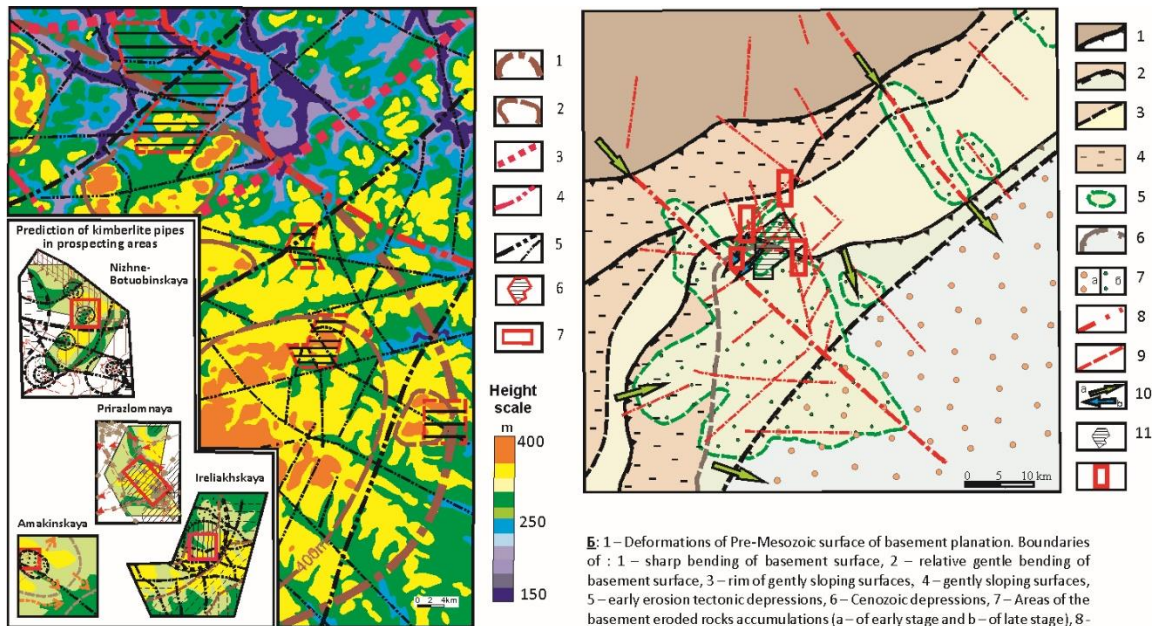 1
2
3
4
5
6
7
Height
scale
m
400
250
150
Prediction of kimberlite pipes
in prospecting areas
Nizhne-
Botuobinskaya
Prirazlomnaya
Ireliakhskaya
Amakinskaya
400m
0 2 4km
1
2
3
4
5
6
а б 7
8
9
10
11
0 5 10 km
Б: 1 – Deformations of Pre-Mesozoic surface of basement planation. Boundaries
of : 1 – sharp bending of basement surface, 2 – relative gentle bending of
basement surface, 3 – rim of gently sloping surfaces, 4 – gently sloping surfaces,
5 – early erosion tectonic depressions, 6 – Cenozoic depressions, 7 – Areas of the
basement eroded rocks accumulations (a – of early stage and b – of late stage), 8 -